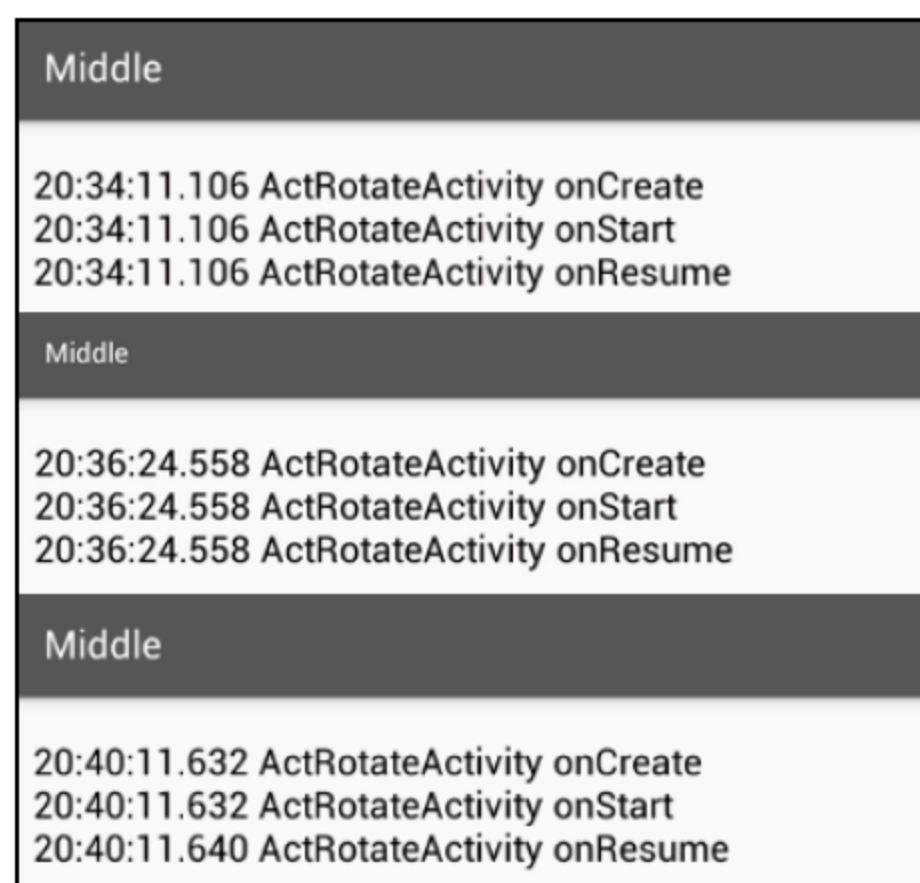 Middle
20:34:11.106 ActRotateActivity onCreate
20:34:11.106 ActRotateActivity onStart
20:34:11.106 ActRotateActivity onResume
Middle
20:36:24.558 ActRotateActivity onCreate
20:36:24.558 ActRotateActivity onStart
20:36:24.558 ActRotateActivity onResume
Middle
20:40:11.632 ActRotateActivity onCreate
20:40:11.632 ActRotateActivity onStart
20:40:11.640 ActRotateActivity onResume